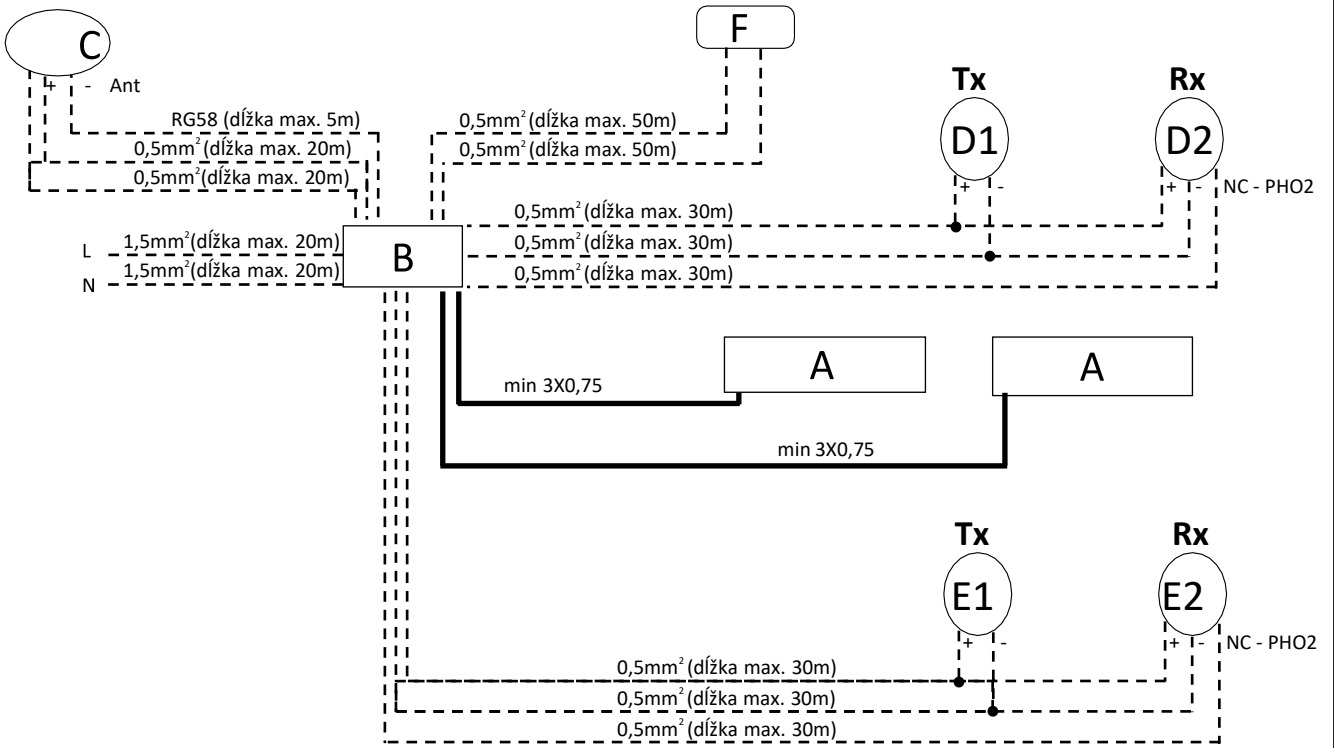 C
+ - Ant
F
RG58 (dĺžka max. 5m)
0,5mm² (dĺžka max. 20m)
0,5mm² (dĺžka max. 20m)
0,5mm² (dĺžka max. 50m)
0,5mm² (dĺžka max. 50m)
Tx
D1
+ -
Rx
D2
+ - NC - PHO2
L 1,5mm² (dĺžka max. 20m)
N 1,5mm² (dĺžka max. 20m)
B
0,5mm² (dĺžka max. 30m)
0,5mm² (dĺžka max. 30m)
0,5mm² (dĺžka max. 30m)
A
A
min 3X0,75
min 3X0,75
Tx
E1
+ -
Rx
E2
+ - NC - PHO2
0,5mm² (dĺžka max. 30m)
0,5mm² (dĺžka max. 30m)
0,5mm² (dĺžka max. 30m)